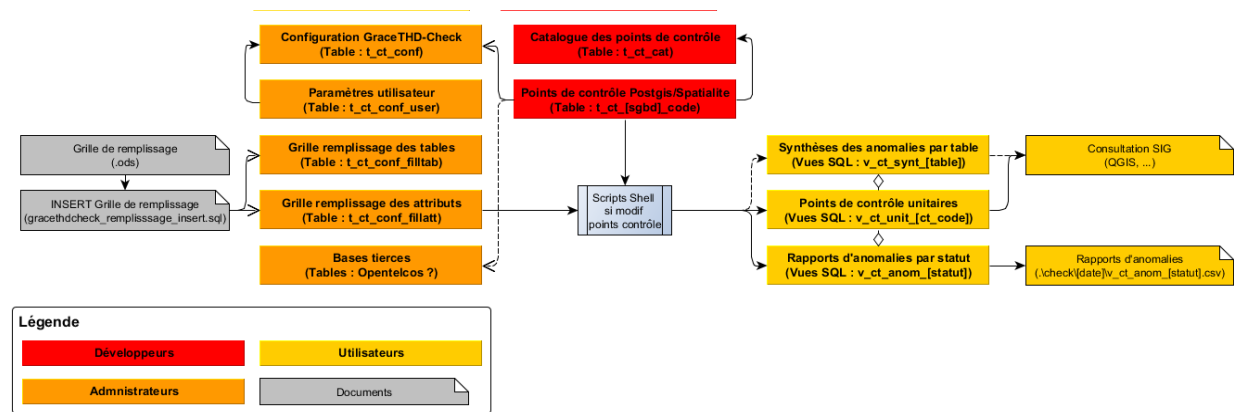 Configuration GraceTHD-Check
(Table : t_ct_conf)
Catalogue des points de contrôle
(Table : t_ct_cat)
Paramètres utilisateur
(Table : t_ct_conf_user)
Points de contrôle Postgis/Spatialite
(Table : t_ct_[sgbd]_code)
Grille de remplissage
(.ods)
Grille remplissage des tables
(Table : t_ct_conf_filltab)
Synthèses des anomalies par table
(Vues SQL : v_ct_synt_[table])
Consultation SIG
(QGIS, ...)
INSERT Grille de remplissage
(gracethdcheck_remplisssage_insert.sql)
Grille remplissage des attributs
(Table : t_ct_conf_fillatt)
Scripts Shell
si modif
points contrôle
Points de contrôle unitaires
(Vues SQL : v_ct_unit_[ct_code])
Bases tierces
(Tables : Opentelcos ?)
Rapports d'anomalies par statut
(Vues SQL : v_ct_anom_[statut])
Rapports d'anomalies
(.\check\[date]\v_ct_anom_[statut].csv)
Légende
Développeurs
Utilisateurs
Admnistrateurs
Documents